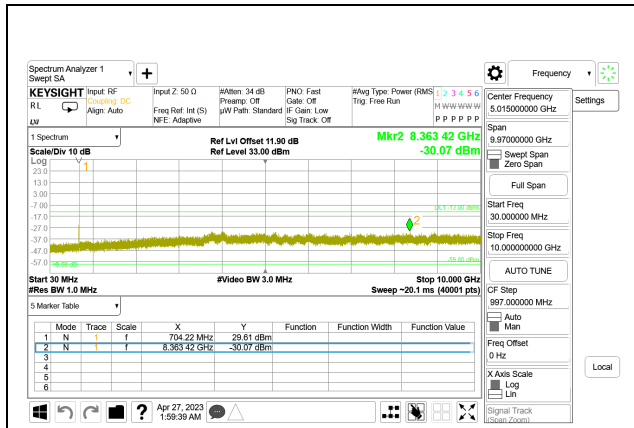 Spectrum Analyzer 1
Swept SA
+
Frequency
KEYSIGHT
RL
Input: RF
Coupling: DC
Align: Auto
Input Z: 50 Ω
Freq Ref: Int (S)
NFE: Adaptive
#Atten: 34 dB
Preamp: Off
µW Path: Standard
PNO: Fast
Gate: Off
IF Gain: Low
Sig Track: Off
#Avg Type: Power (RMS
Trig: Free Run
1 2 3 4 5 6
M W W W W W
P P P P P P
1 Spectrum
Scale/Div 10 dB
Ref Lvl Offset 11.90 dB
Ref Level 33.00 dBm
Mkr2 8.363 42 GHz
-30.07 dBm
Log
23.0
13.0
3.00
-7.00
-17.0
-27.0
-37.0
-47.0
-57.0
1
2
DL1 -13.00 dBm
Start 30 MHz
#Res BW 1.0 MHz
#Video BW 3.0 MHz
Stop 10.000 GHz
Sweep ~20.1 ms (40001 pts)
5 Marker Table
Mode Trace Scale X Y Function Function Width Function Value
1 N 1 f 704.22 MHz 29.61 dBm
2 N 1 f 8.363 42 GHz -30.07 dBm
3
4
5
6
Center Frequency
5.015000000 GHz
Settings
Span
9.97000000 GHz
Swept Span
Zero Span
Full Span
Start Freq
30.000000 MHz
Stop Freq
10.00000000 GHz
AUTO TUNE
CF Step
997.000000 MHz
Auto
Man
Freq Offset
0 Hz
X Axis Scale
Log
Lin
Local
Signal Track
(Span Zoom)
?
Apr 27, 2023
1:59:39 AM